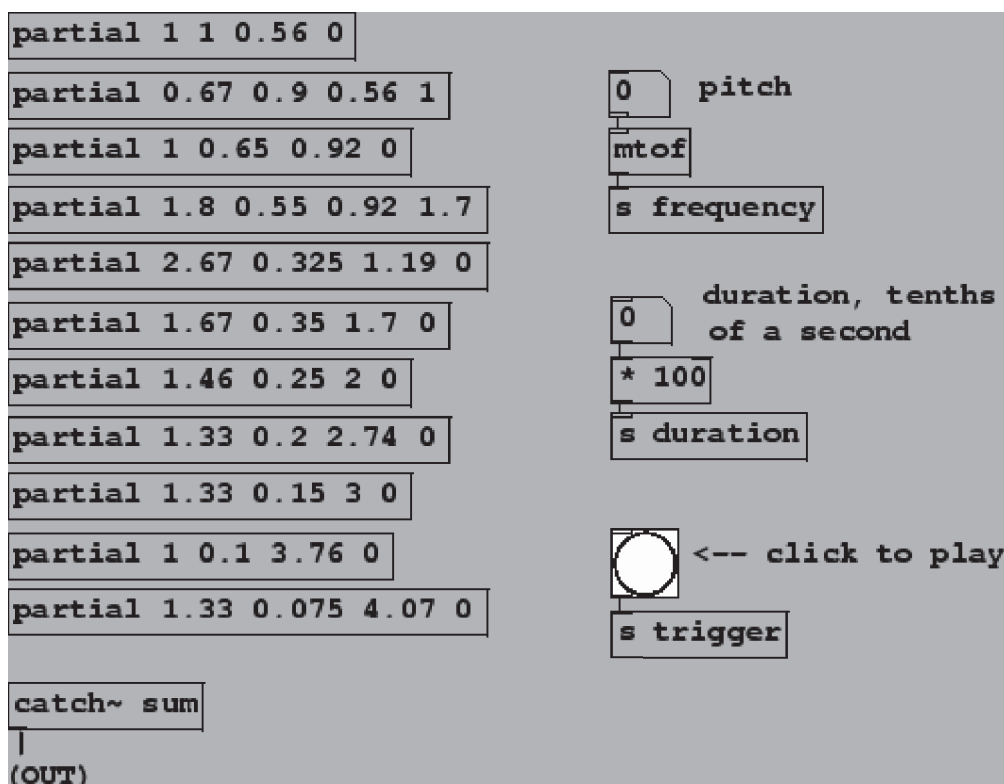 partial 1 1 0.56 0
partial 0.67 0.9 0.56 1
partial 1 0.65 0.92 0
partial 1.8 0.55 0.92 1.7
partial 2.67 0.325 1.19 0
partial 1.67 0.35 1.7 0
partial 1.46 0.25 2 0
partial 1.33 0.2 2.74 0
partial 1.33 0.15 3 0
partial 1 0.1 3.76 0
partial 1.33 0.075 4.07 0
catch~ sum
(OUT)
0 pitch
mtof
s frequency
duration, tenths
0 of a second
* 100
s duration
<-- click to play
s trigger